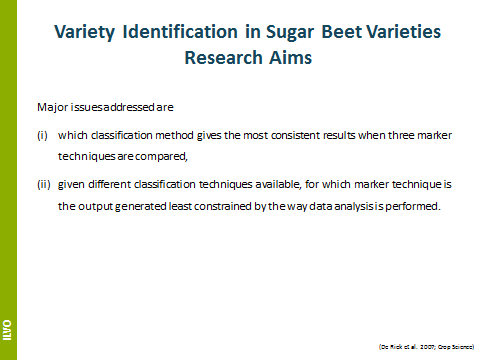 Variety Identification in Sugar Beet Varieties
Research Aims
Major issues addressed are
(i) which classification method gives the most consistent results when three marker
techniques are compared,
(ii) given different classification techniques available, for which marker technique is
the output generated least constrained by the way data analysis is performed.
ILVO
(De Riek et al. 2007; Crop Science)